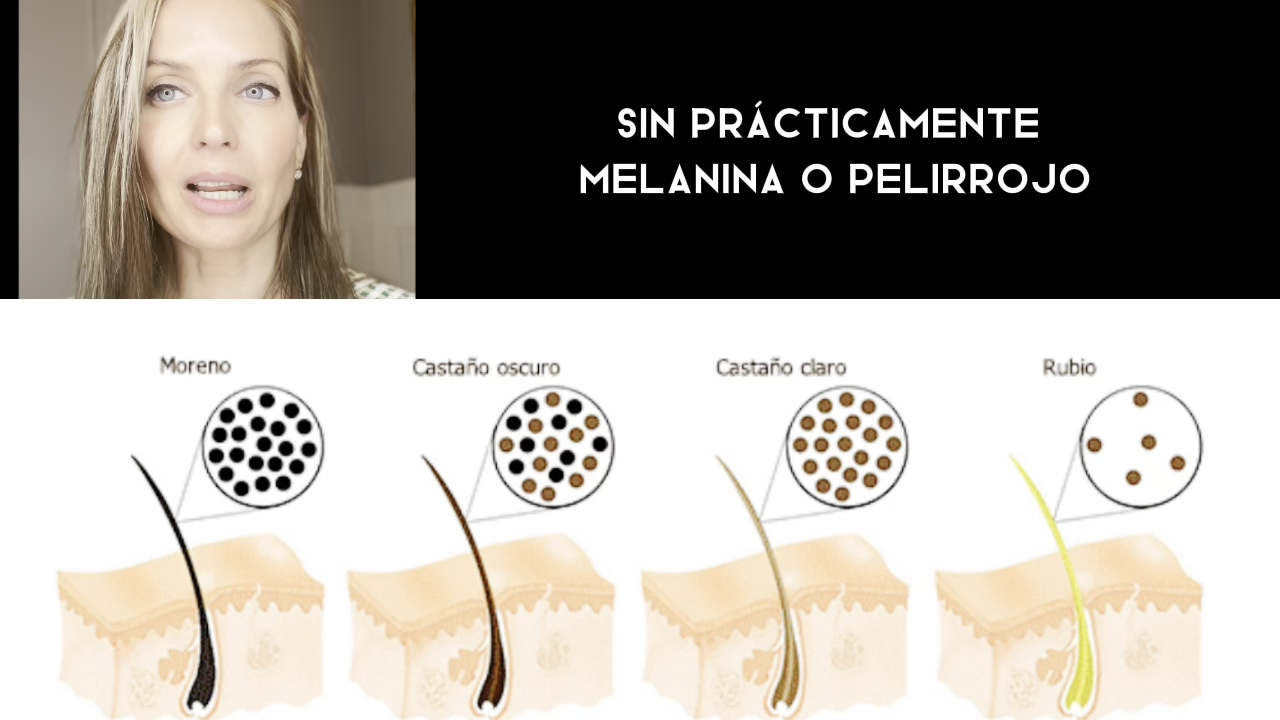 SIN PRÁCTICAMENTE
MELANINA O PELIRROJO
Moreno
Castaño oscuro
Castaño claro
Rubio